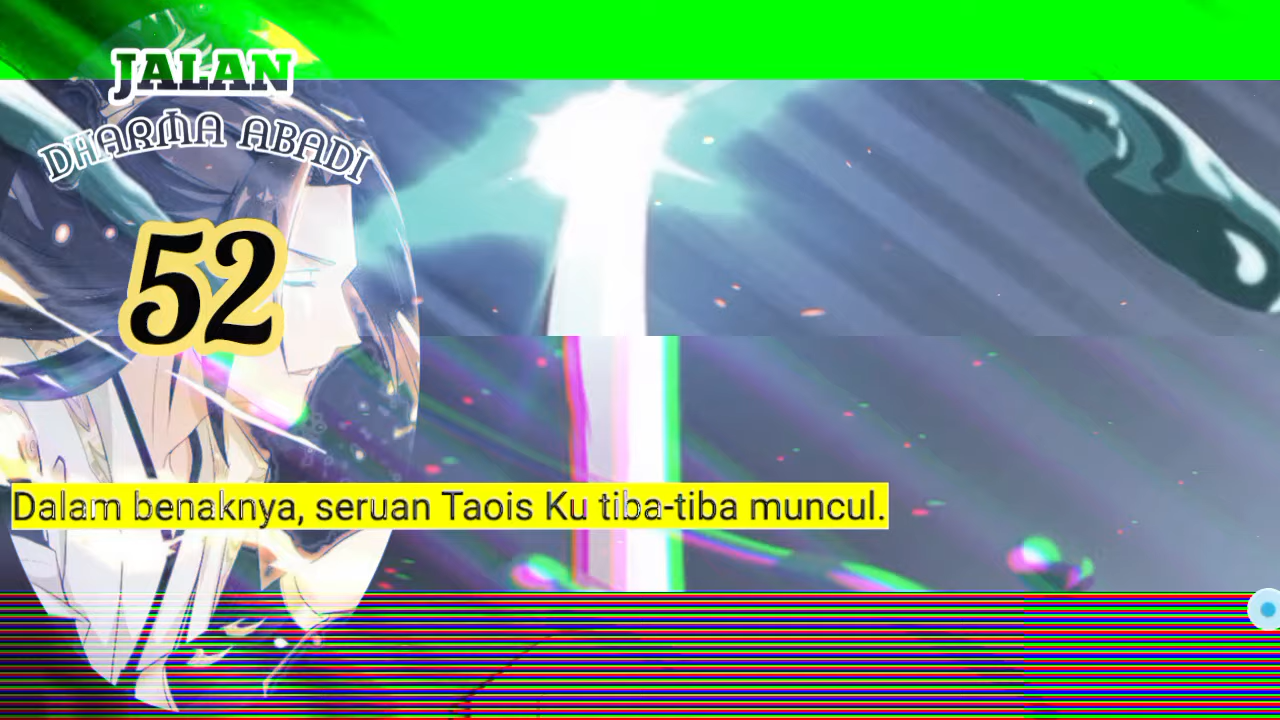 JALAN
DHARMA ABADI
52
Dalam benaknya, seruan Taois Ku tiba-tiba muncul.